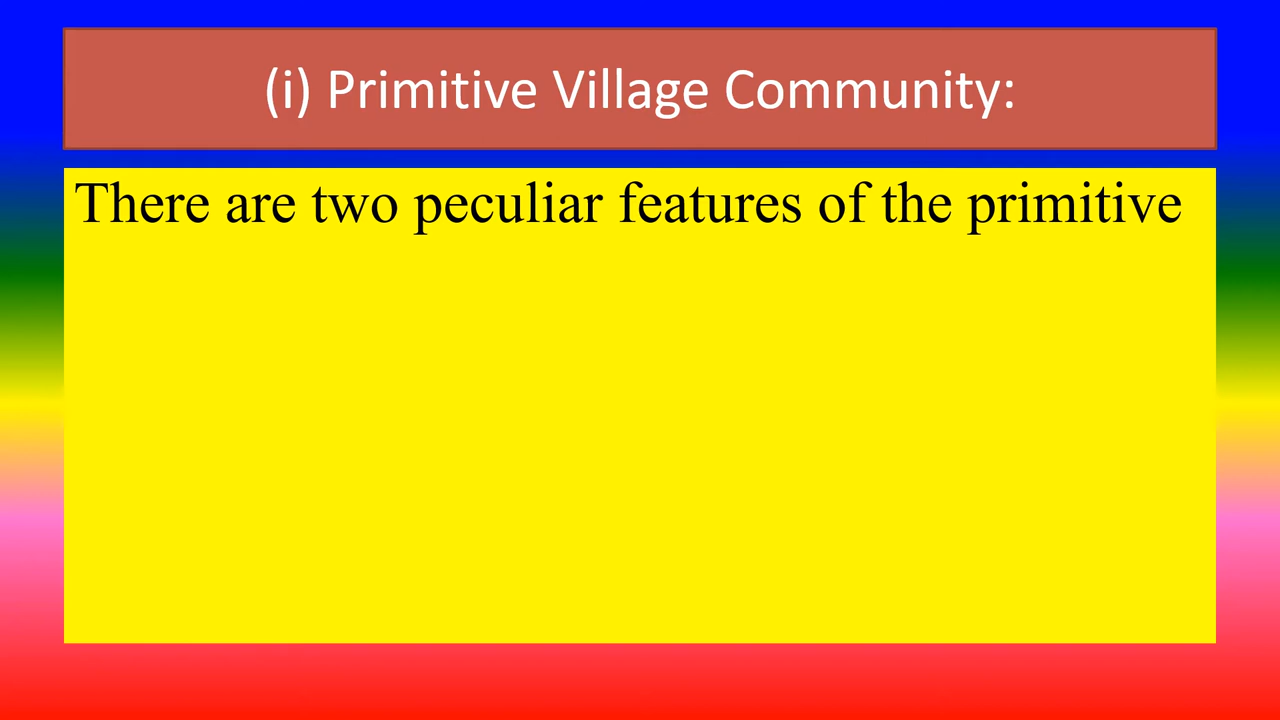 (i) Primitive Village Community:
There are two peculiar features of the primitive